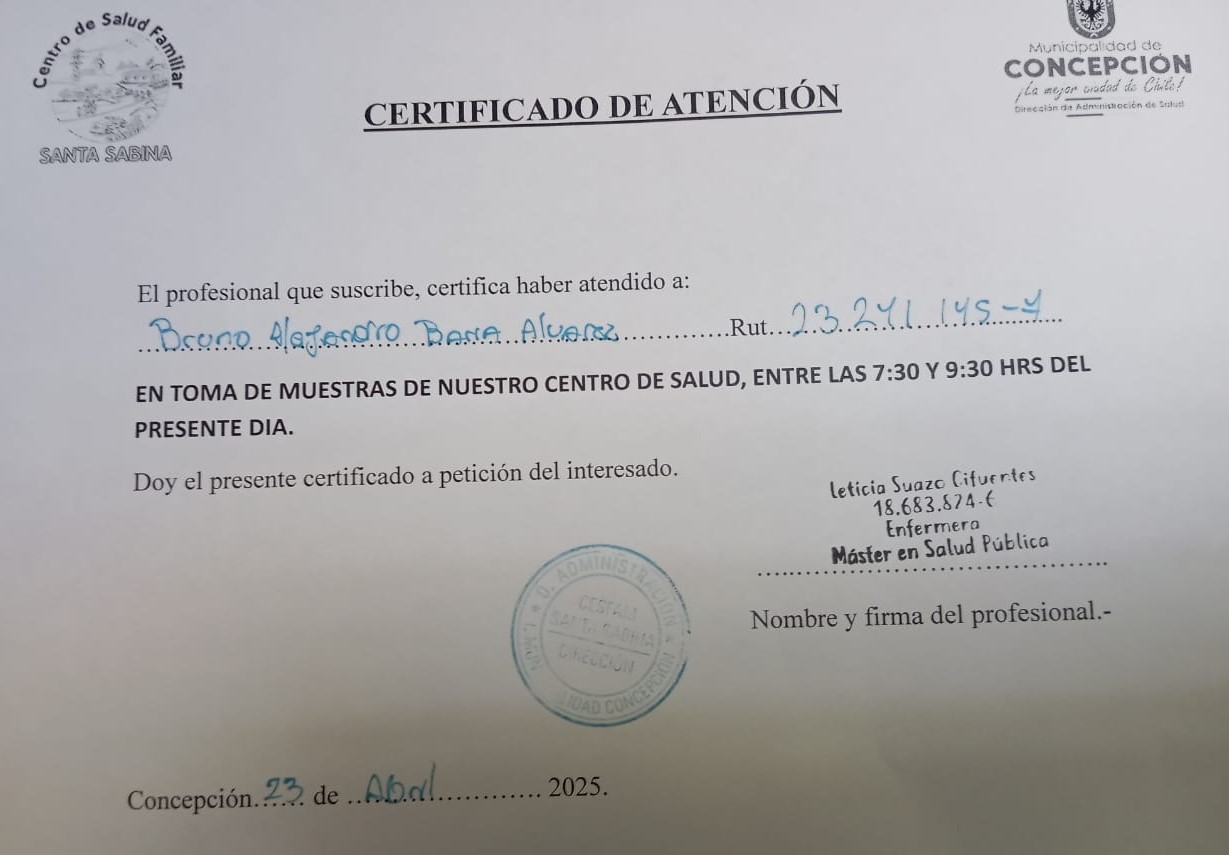 Centro de Salud Familiar
SANTA SABINA
Municipalidad de
CONCEPCIÓN
¡La mejor ciudad de Chile!
Dirección de Administración de Salud
CERTIFICADO DE ATENCIÓN
El profesional que suscribe, certifica haber atendido a:
Bruno Alejandro Álvarez Rut 23.241.145-
EN TOMA DE MUESTRAS DE NUESTRO CENTRO DE SALUD, ENTRE LAS 7:30 Y 9:30 HRS DEL
PRESENTE DIA.
Doy el presente certificado a petición del interesado.
Leticia Suazo Cifuentes
18.683.824-6
Enfermera
Máster en Salud Pública
Nombre y firma del profesional.-
D. ADMINISTRACIÓN
CESFAM
SANTA SABINA
DIRECCIÓN
CONCEPCIÓN
Concepción 23 de Abril 2025.